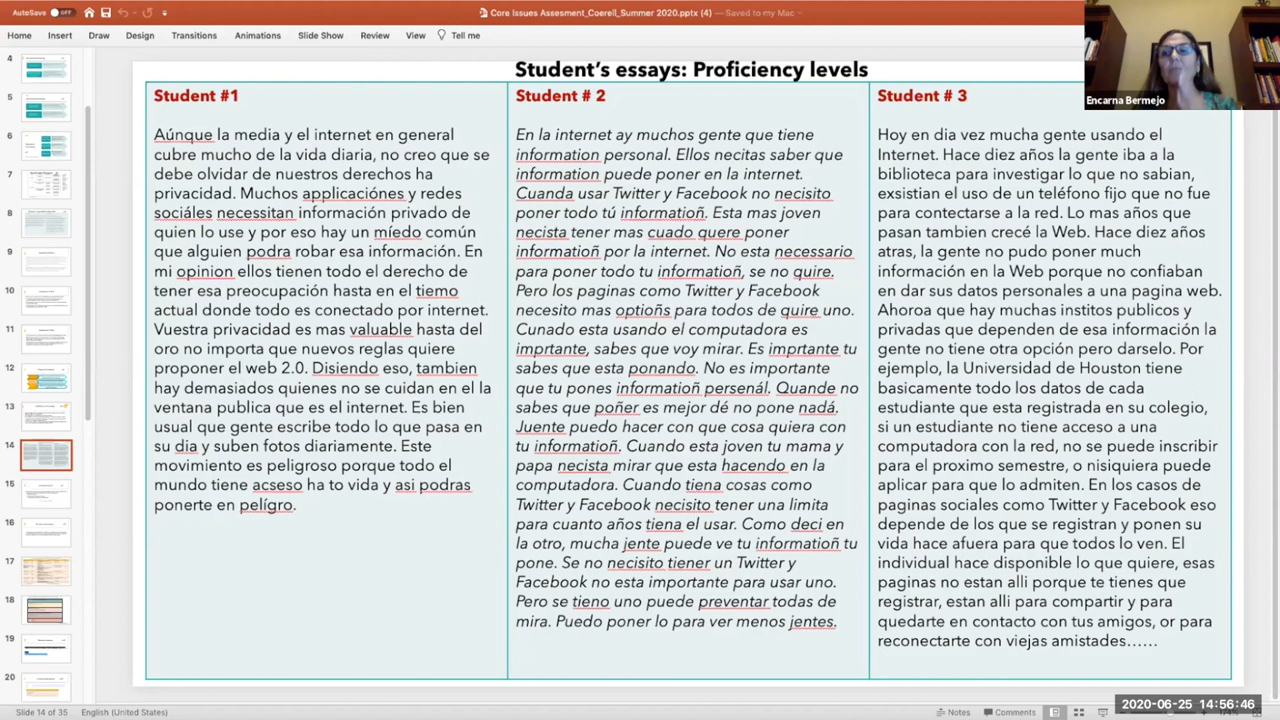 AutoSave OFF
Core Issues Assesment_Coerell_Summer 2020.pptx (4) — Saved to my Mac
Home Insert Draw Design Transitions Animations Slide Show Review View Tell me
Encarna Bermejo
4
5
6
7
8
9
10
11
12
13
14
15
16
17
18
19
20
Student's essays: Proficiency levels
Student #1
Aúnque la media y el internet en general
cubre mucho de la vida diaria, no creo que se
debe olvidar de nuestros derechos ha
privacidad. Muchos applicaciónes y redes
sociáles necessitan información privado de
quien lo use y por eso hay un míedo común
que alguien podra robar esa información. En
mi opinion ellos tienen todo el derecho de
tener esa preocupación hasta en el tiemo
actual donde todo es conectado por internet.
Vuestra privacidad es mas valuable hasta del
oro no importa que nuevos reglas quiere
proponer el web 2.0. Disiendo eso, tambien
hay demasiados quienes no se cuidan en el la
ventana publica que es el internet. Es bien
usual que gente escribe todo lo que pasa en
su dia y suben fotos diariamente. Este
movimiento es peligroso porque todo el
mundo tiene acseso ha to vida y asi podras
ponerte en pelígro.
Student # 2
En la internet ay muchos gente que tiene
information personal. Ellos necitas saber que
information puede poner en la internet.
Cuanda usar Twitter y Facebook no necisito
poner todo tú informatioñ. Esta mas joven
necista tener mas cuado quere poner
informatioñ por la internet. No esta necessario
para poner todo tu informatioñ, se no quire.
Pero los paginas como Twitter y Facebook
necesito mas optioñs para todos de quire uno.
Cunado esta usando el computadora es
imprtante, sabes que voy mirar. Es imprtante tu
sabes que esta ponando. No es importante
que to pones informatioñ personál. Quande no
sabes que poñer es mejor dé no pone nadé.
Juente puedo hacer con que cosa quiera con
tu informatioñ. Cuando esta joven tu mama y
papa necista mirar que esta hacendo en la
computadora. Cuando tiena cosas como
Twitter y Facebook necisito tener una limita
para cuanto años tiena el usar. Como deci en
la otro, mucha jente puede ve tu informatioñ tu
pone. Se no necisito tiener un Twitter y
Facebook no esta importante para usar uno.
Pero se tieno uno puede preventar todas de
mira. Puedo poner lo para ver menos jentes.
Student # 3
Hoy en dia vez mucha gente usando el
Internet. Hace diez años la gente iba a la
biblioteca para investigar lo que no sabian,
exsistian el uso de un teléfono fijo que no fue
para contectarse a la red. Lo mas años que
pasan tambien crecé la Web. Hace diez años
atras, la gente no pudo poner much
información en la Web porque no confiaban
en dar sus datos personales a una pagina web.
Ahoroa que hay muchas institos publicos y
privadas que dependen de esa información la
gente no tiene otra opción pero darselo. Por
ejemplo, la Universidad de Houston tiene
basicamente todo los datos de cada
estudiante que esta registrada en su colegio,
si un estudiante no tiene acceso a una
computadora con la red, no se puede inscribir
para el proximo semestre, o nisiquiera puede
aplicar para que lo admiten. En los casos de
paginas sociales como Twitter y Facebook eso
depende de los que se registran y ponen su
vida hace afuera para que todos lo ven. El
individual hace disponible lo que quiere, esas
paginas no estan alli porque te tienes que
registrar, estan alli para compartir y para
quedarte en contacto con tus amigos, or para
reconectarte con viejas amistades……
Slide 14 of 35 English (United States) Notes Comments
2020-06-25 14:56:46